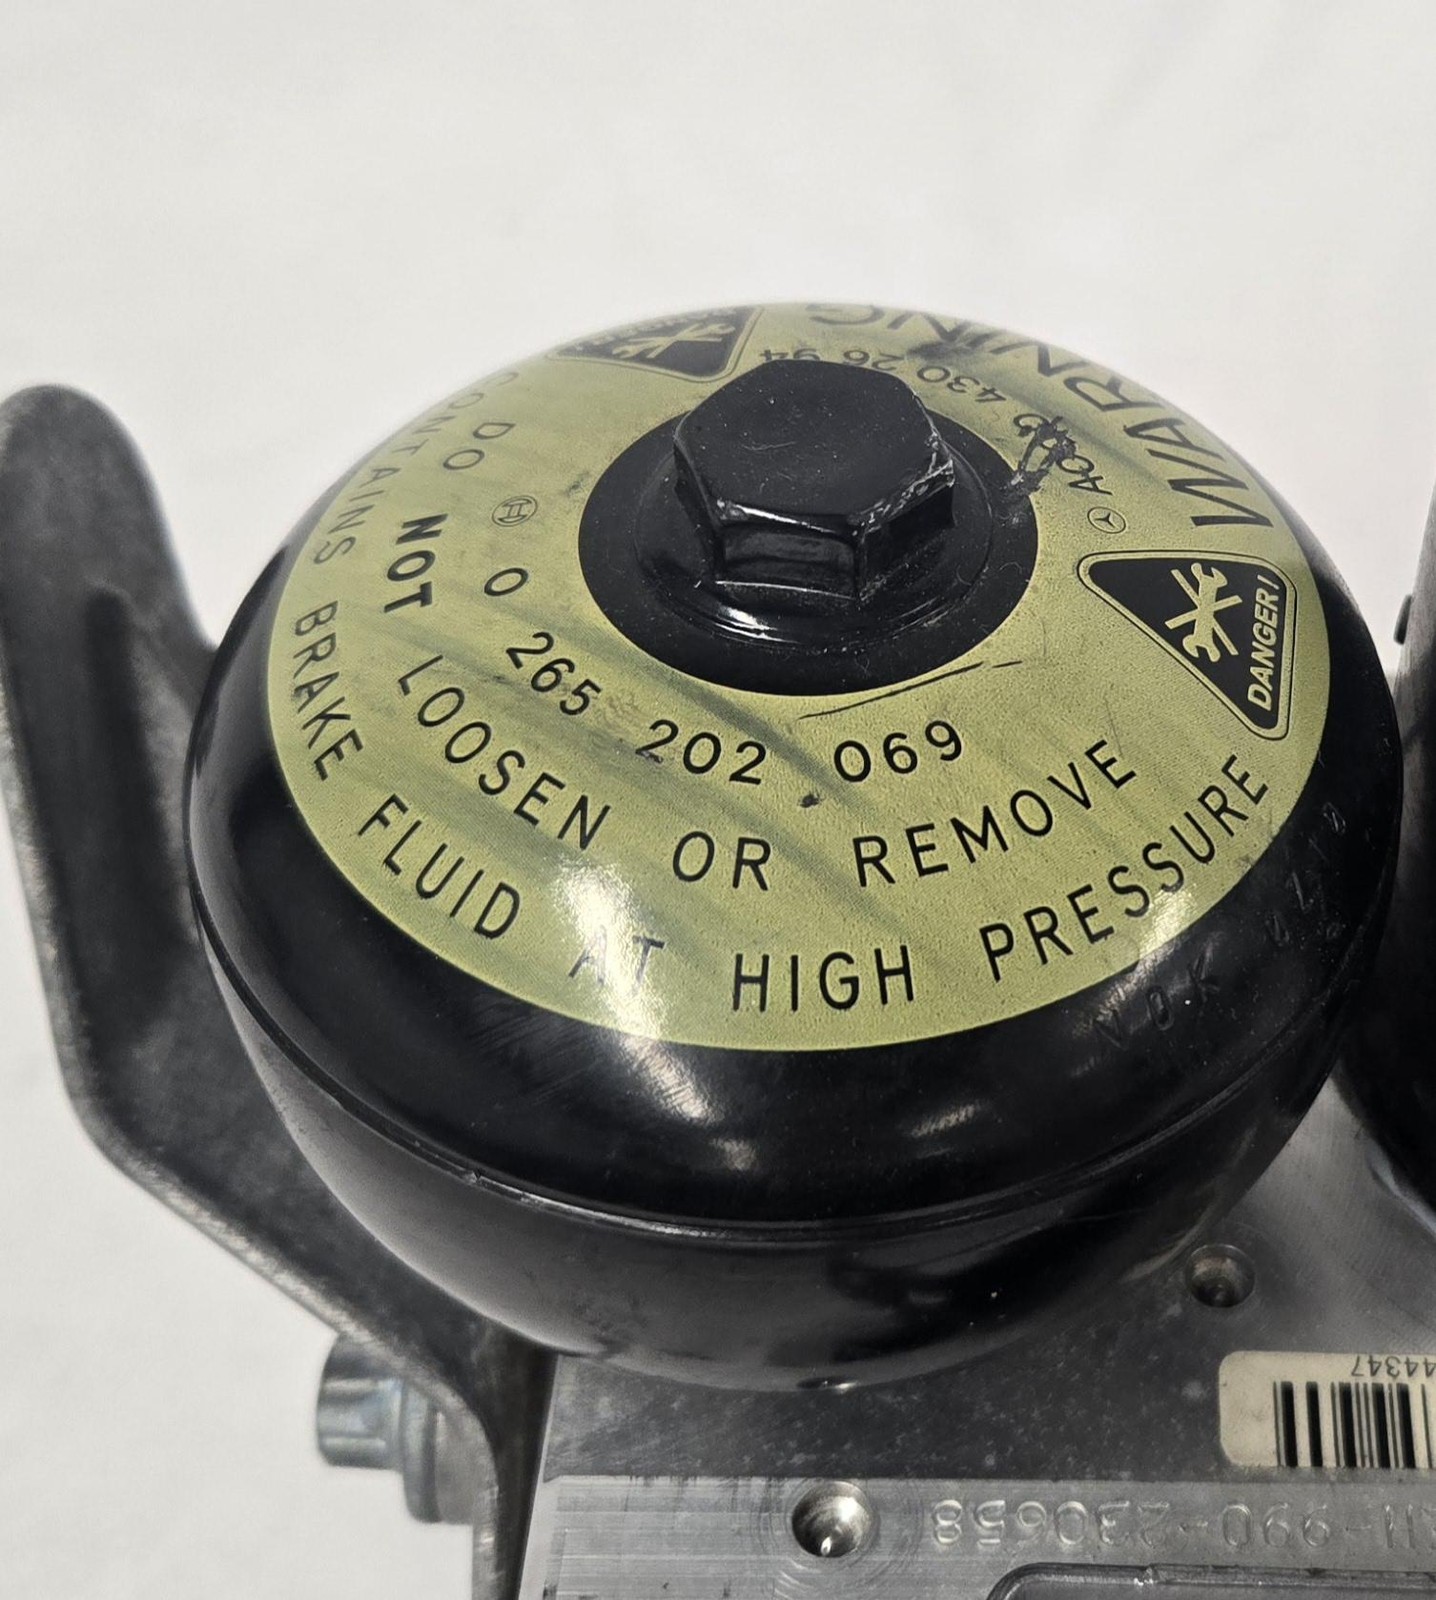 WARNING
430 26 94
DANGER!
0 265 202 069
DO NOT LOOSEN OR REMOVE
CONTAINS BRAKE FLUID AT HIGH PRESSURE
NOK
44347
990-230658